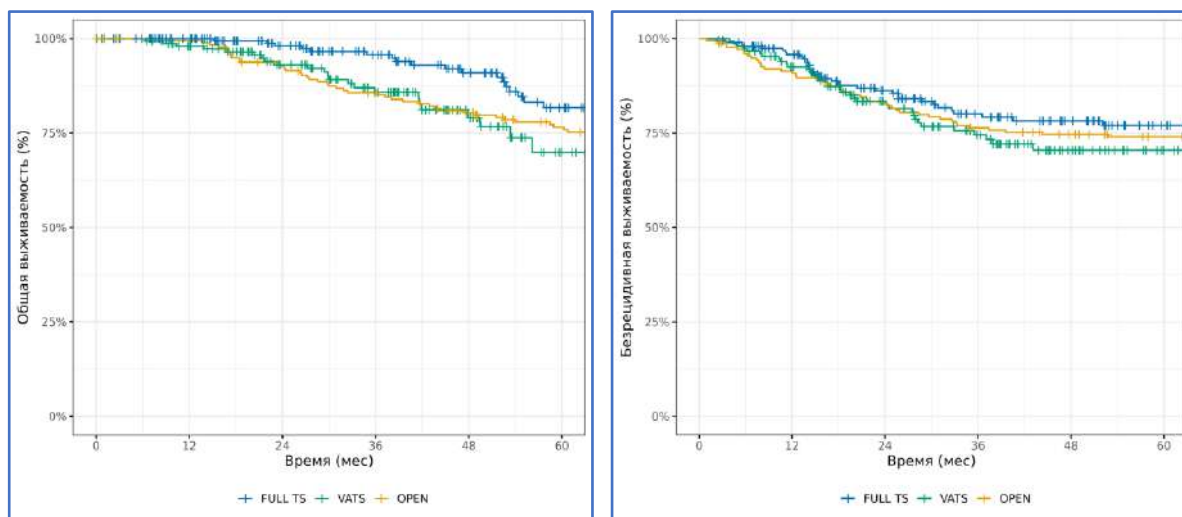 Общая выживаемость (%)
100%
75%
50%
25%
0%
0 12 24 36 48 60
Время (мес)
FULL TS VATS OPEN
Безрецидивная выживаемость (%)
100%
75%
50%
25%
0%
0 12 24 36 48 60
Время (мес)
FULL TS VATS OPEN